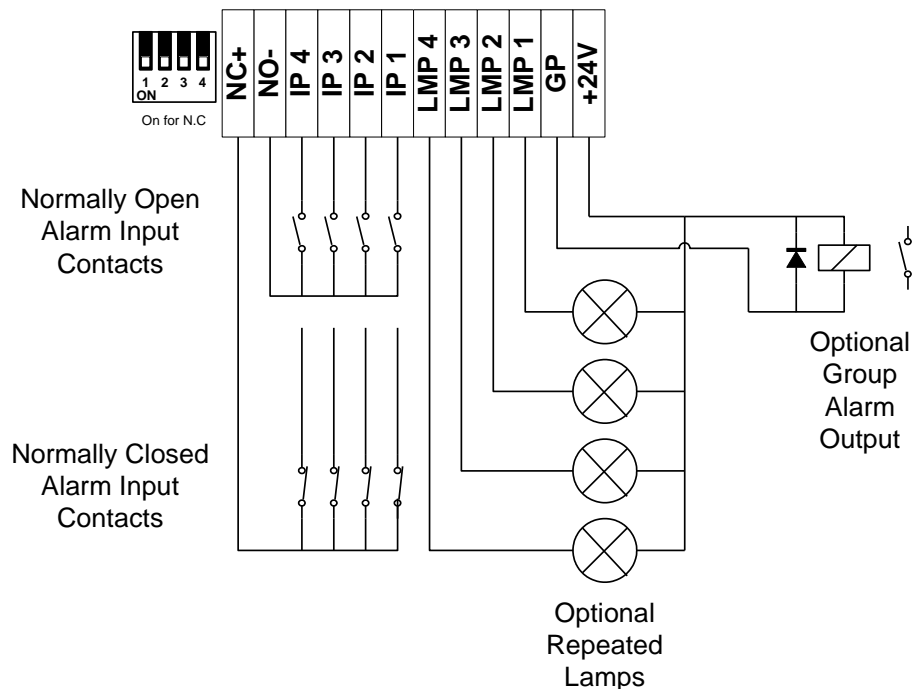 1 2 3 4
ON
On for N.C
NC+
NO-
IP 4
IP 3
IP 2
IP 1
LMP 4
LMP 3
LMP 2
LMP 1
GP
+24V
Normally Open
Alarm Input
Contacts
Normally Closed
Alarm Input
Contacts
Optional
Group
Alarm
Output
Optional
Repeated
Lamps